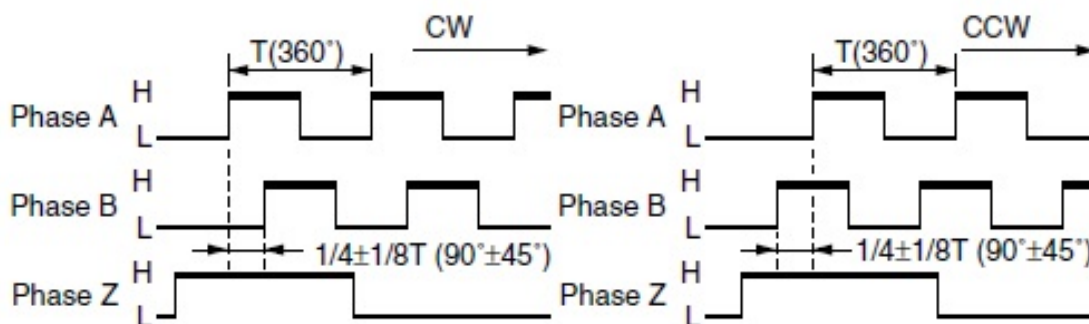 CW
T(360˚)
H
Phase A
L
H
Phase B
L
1/4±1/8T (90˚±45˚)
H
Phase Z
L
CCW
T(360˚)
H
Phase A
L
H
Phase B
L
1/4±1/8T (90˚±45˚)
H
Phase Z
L